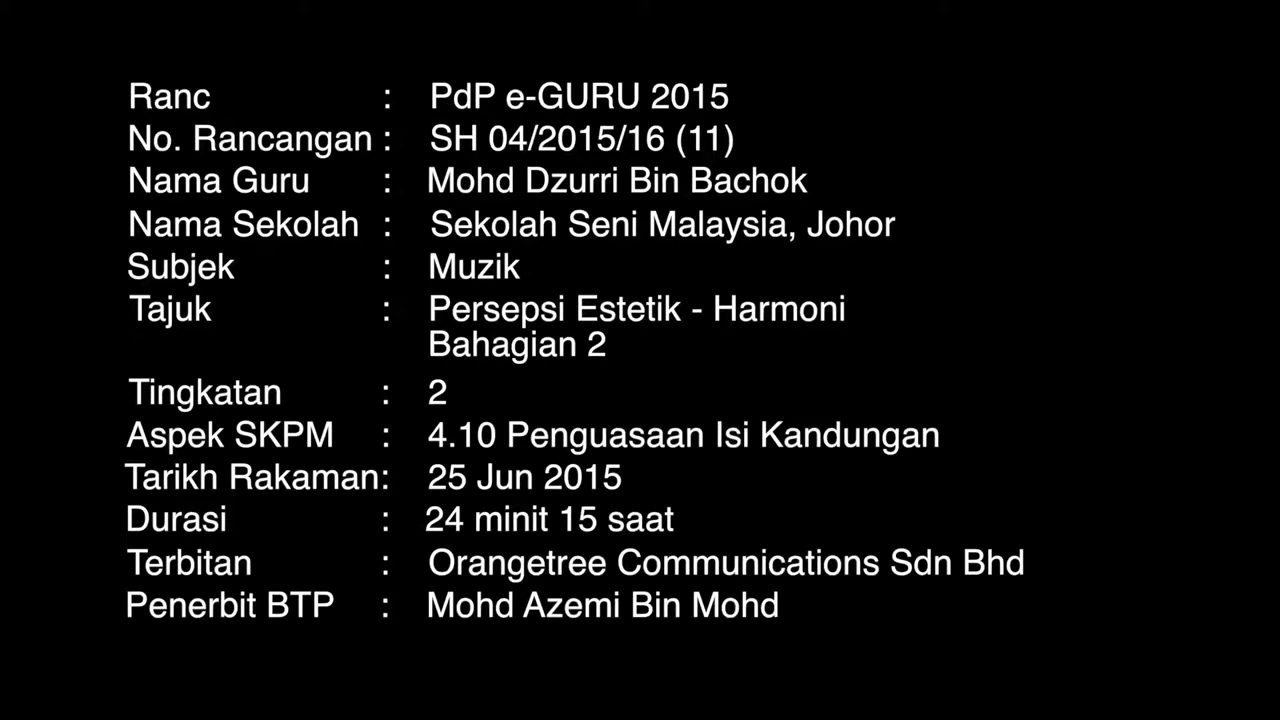 Ranc : PdP e-GURU 2015
No. Rancangan : SH 04/2015/16 (11)
Nama Guru : Mohd Dzurri Bin Bachok
Nama Sekolah : Sekolah Seni Malaysia, Johor
Subjek : Muzik
Tajuk : Persepsi Estetik - Harmoni
Bahagian 2
Tingkatan : 2
Aspek SKPM : 4.10 Penguasaan Isi Kandungan
Tarikh Rakaman: 25 Jun 2015
Durasi : 24 minit 15 saat
Terbitan : Orangetree Communications Sdn Bhd
Penerbit BTP : Mohd Azemi Bin Mohd